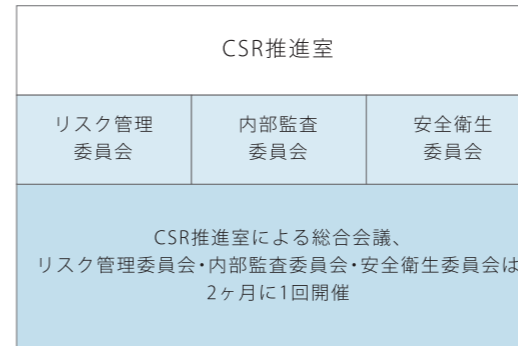 CSR推進室
リスク管理
委員会
内部監査
委員会
安全衛生
委員会
CSR推進室による総合会議、
リスク管理委員会・内部監査委員会・安全衛生委員会は
2ヶ月に1回開催